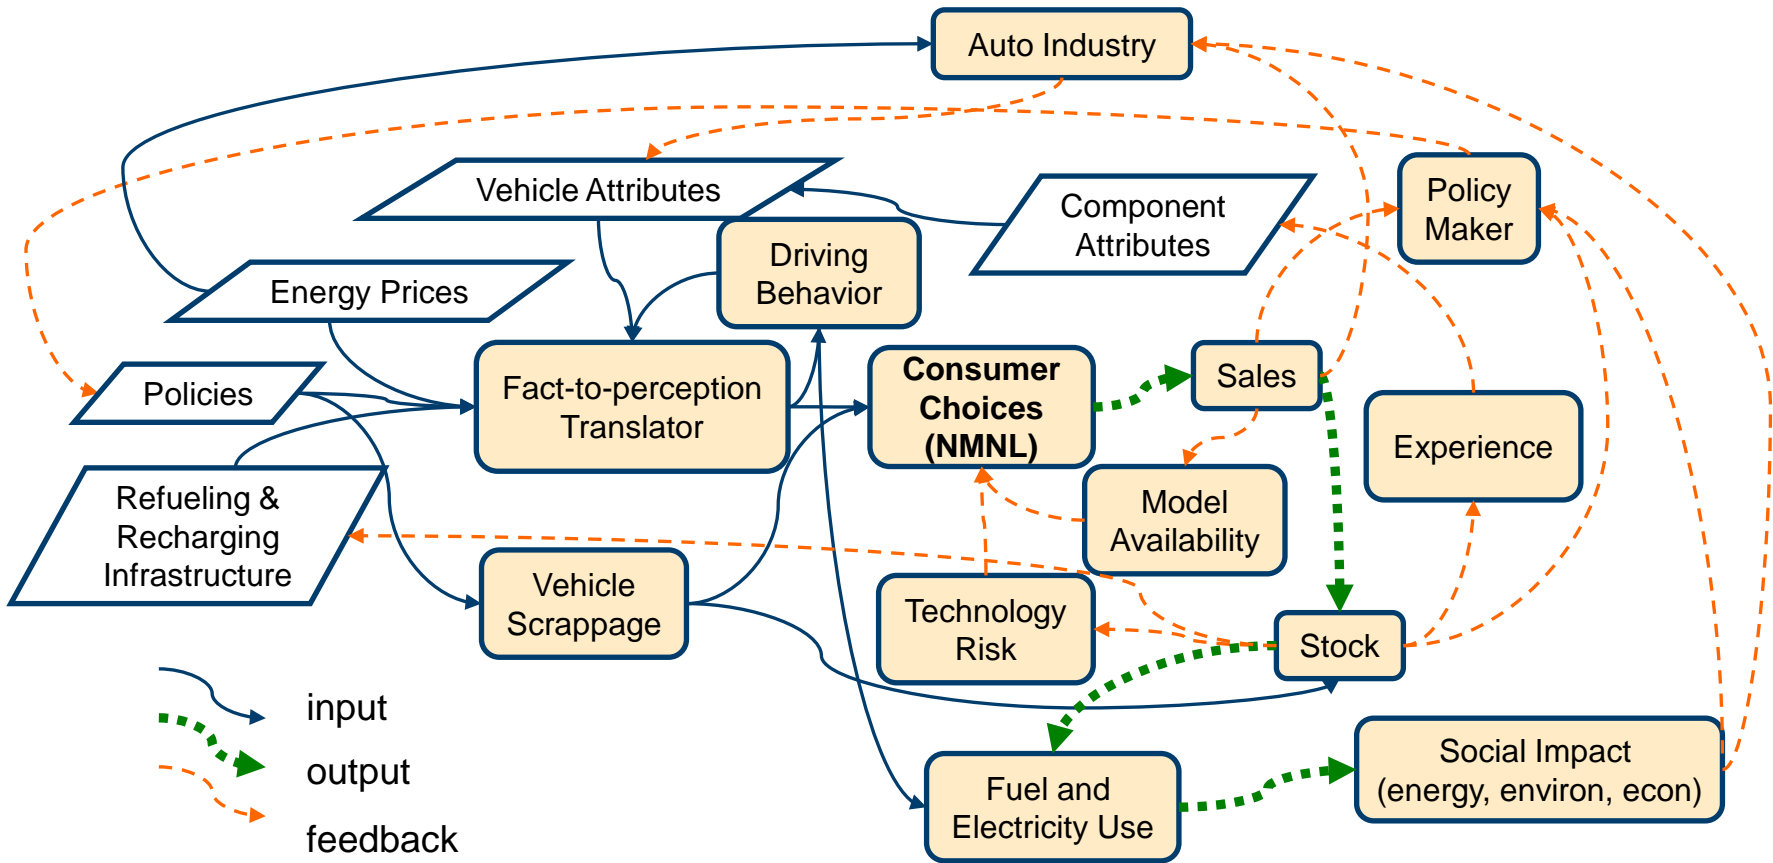 Auto Industry
Vehicle Attributes
Component
Attributes
Policy
Maker
Driving
Behavior
Energy Prices
Policies
Fact-to-perception
Translator
Consumer
Choices
(NMNL)
Sales
Experience
Refueling &
Recharging
Infrastructure
Model
Availability
Vehicle
Scrappage
Technology
Risk
Stock
input
output
feedback
Fuel and
Electricity Use
Social Impact
(energy, environ, econ)